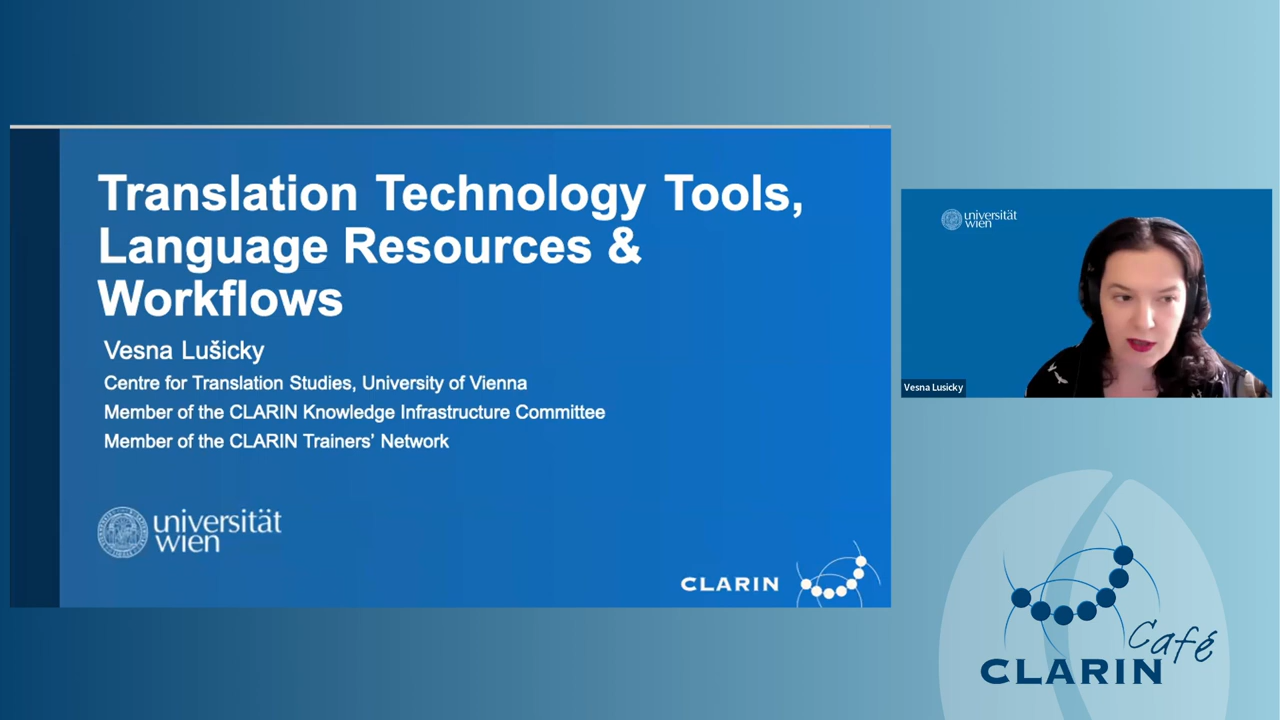 Translation Technology Tools,
Language Resources &
Workflows
Vesna Lušicky
Centre for Translation Studies, University of Vienna
Member of the CLARIN Knowledge Infrastructure Committee
Member of the CLARIN Trainers’ Network
universität
wien
CLARIN
universität
wien
Vesna Lusicky
Café
CLARIN